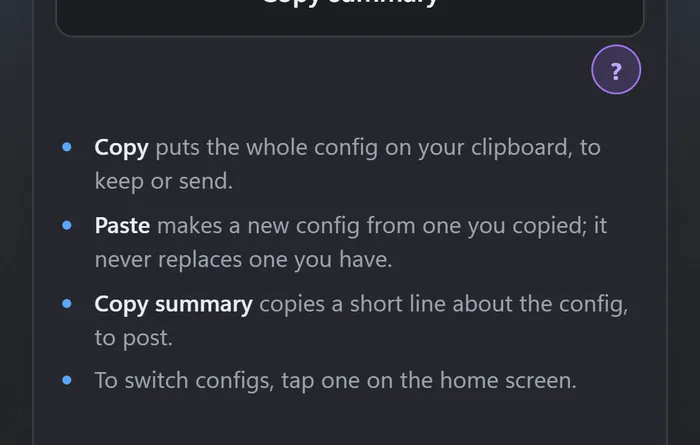 Copy summary
?
Copy puts the whole config on your clipboard, to
keep or send.
Paste makes a new config from one you copied; it
never replaces one you have.
Copy summary copies a short line about the config,
to post.
To switch configs, tap one on the home screen.